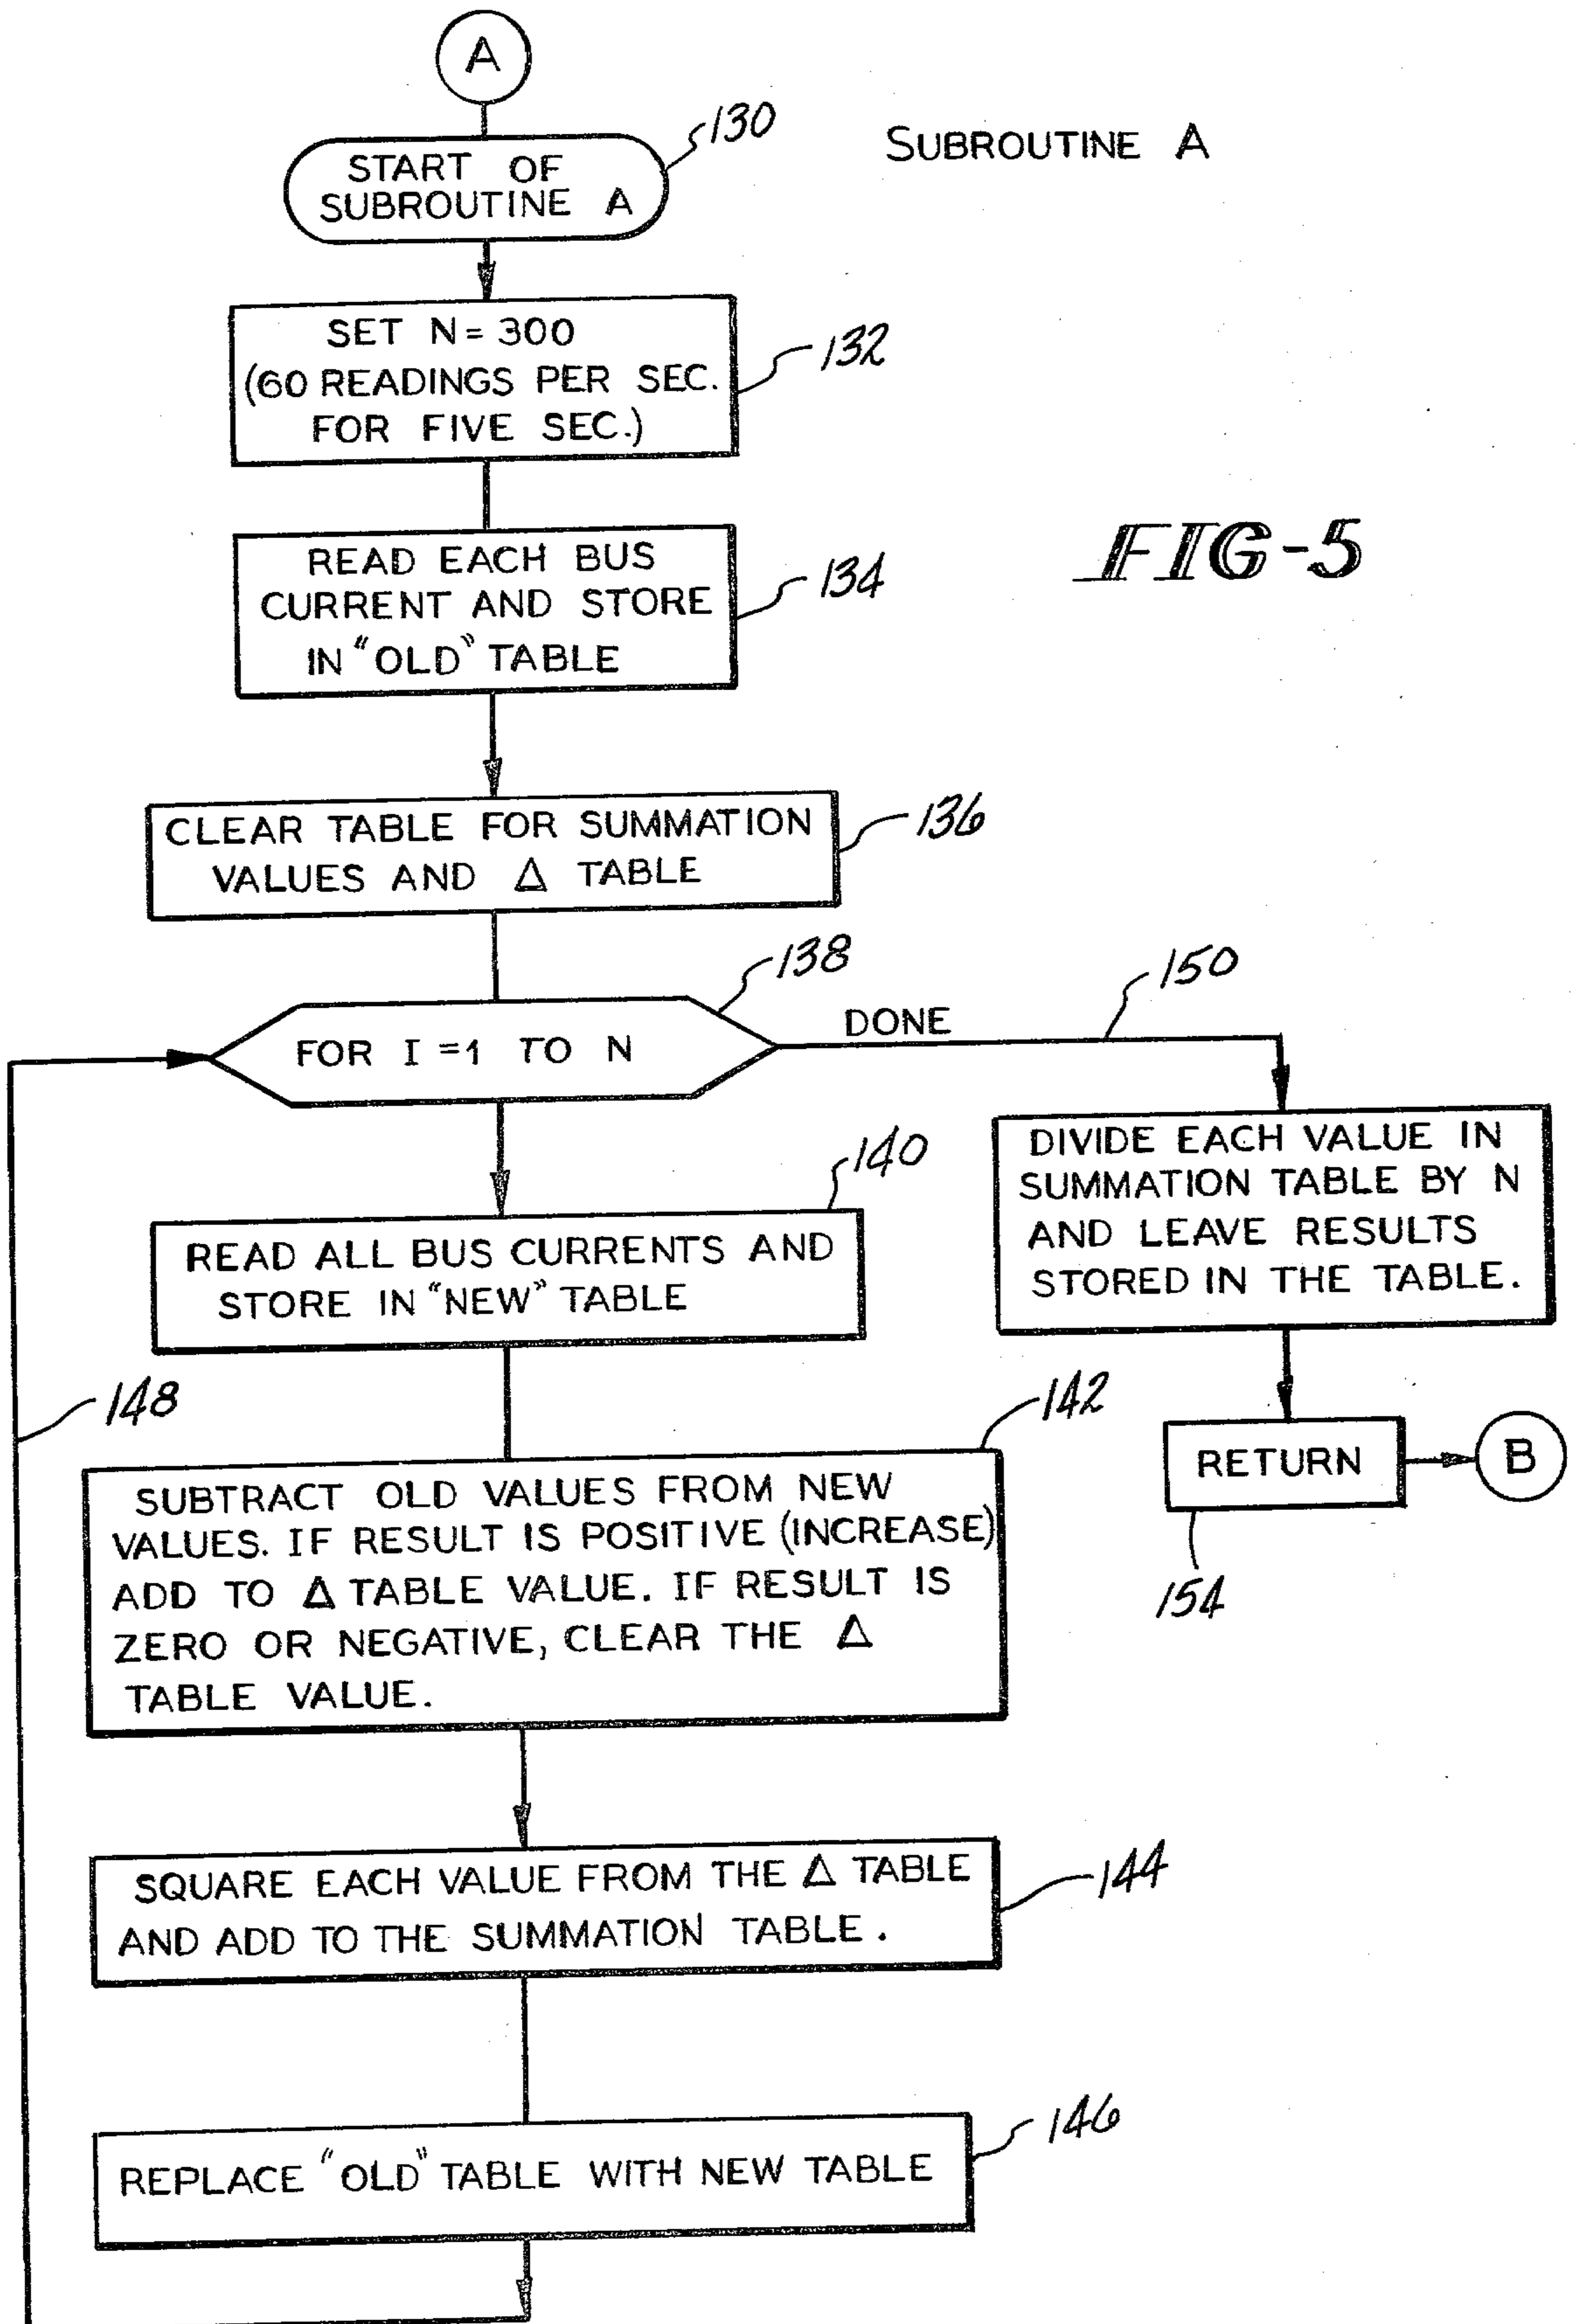 A
130
SUBROUTINE A
START OF
SUBROUTINE A
SET N = 300
(60 READINGS PER SEC.
FOR FIVE SEC.)
132
READ EACH BUS
CURRENT AND STORE
IN "OLD" TABLE
134
FIG-5
CLEAR TABLE FOR SUMMATION
VALUES AND Δ TABLE
136
138
FOR I =1 TO N
DONE
150
140
READ ALL BUS CURRENTS AND
STORE IN "NEW" TABLE
DIVIDE EACH VALUE IN
SUMMATION TABLE BY N
AND LEAVE RESULTS
STORED IN THE TABLE.
148
142
RETURN
B
154
SUBTRACT OLD VALUES FROM NEW
VALUES. IF RESULT IS POSITIVE (INCREASE)
ADD TO Δ TABLE VALUE. IF RESULT IS
ZERO OR NEGATIVE, CLEAR THE Δ
TABLE VALUE.
SQUARE EACH VALUE FROM THE Δ TABLE
AND ADD TO THE SUMMATION TABLE.
144
146
REPLACE "OLD" TABLE WITH NEW TABLE